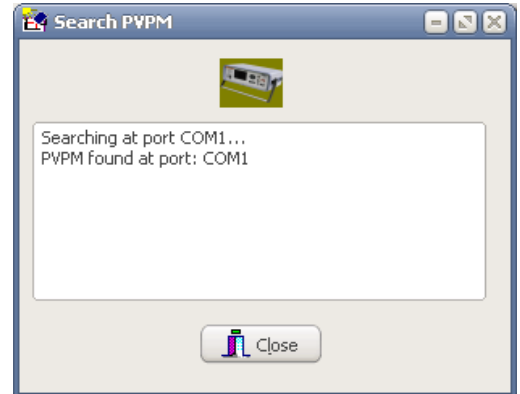 Search PVPM
Searching at port COM1...
PVPM found at port: COM1
Close